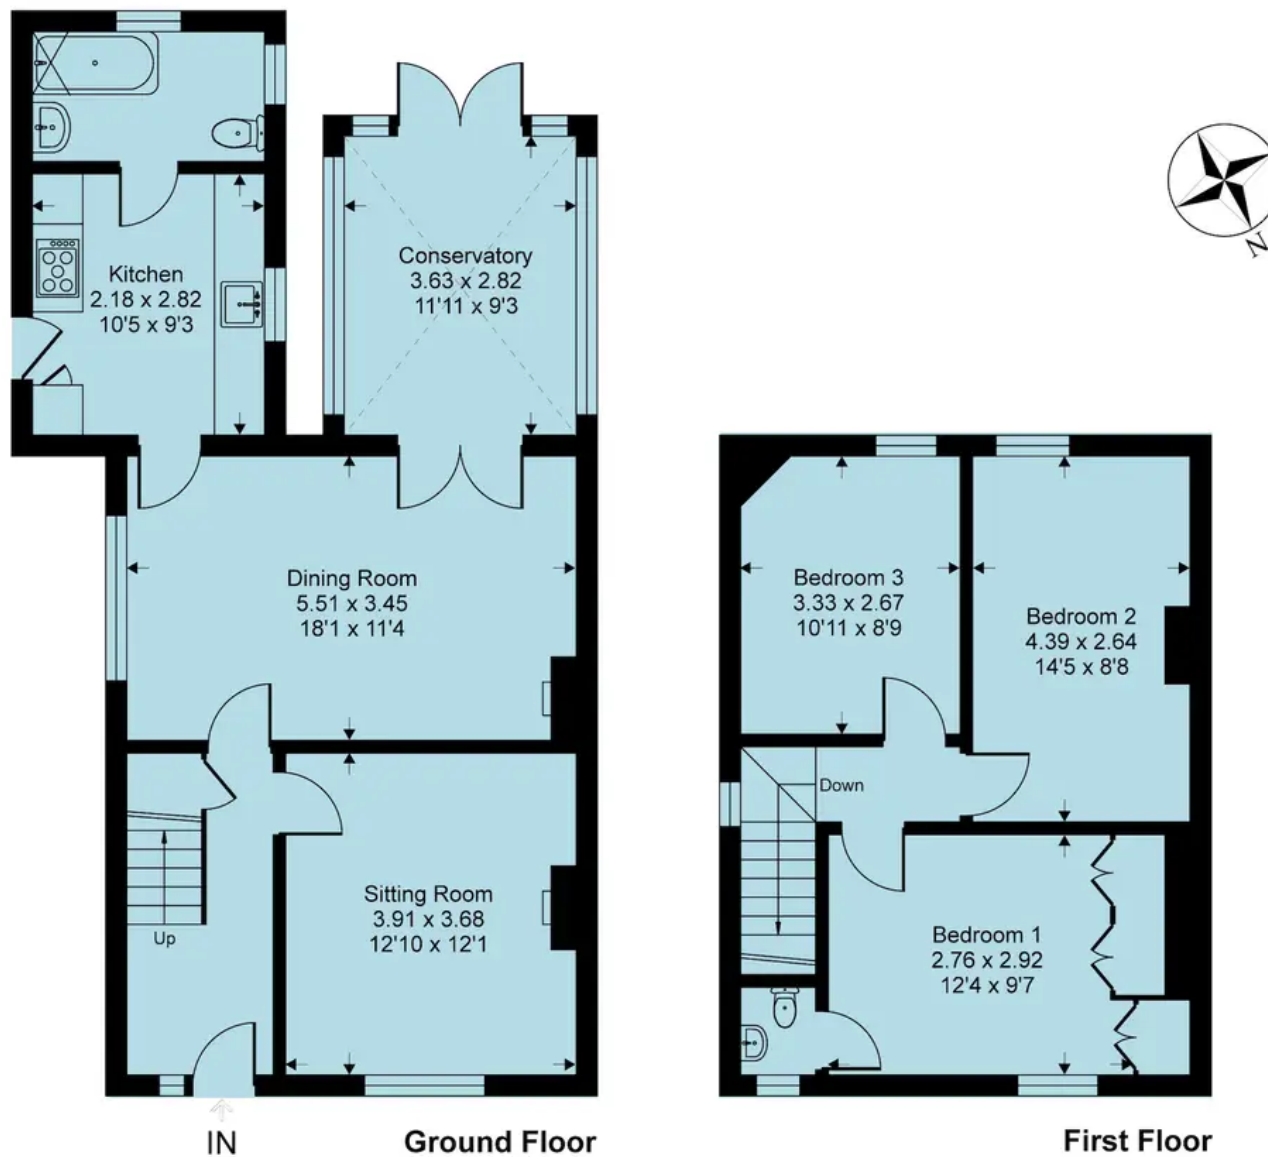 Kitchen
2.18 x 2.82
10'5 x 9'3
Conservatory
3.63 x 2.82
11'11 x 9'3
N
Dining Room
5.51 x 3.45
18'1 x 11'4
Bedroom 3
3.33 x 2.67
10'11 x 8'9
Bedroom 2
4.39 x 2.64
14'5 x 8'8
Down
Up
Sitting Room
3.91 x 3.68
12'10 x 12'1
Bedroom 1
2.76 x 2.92
12'4 x 9'7
IN
Ground Floor
First Floor